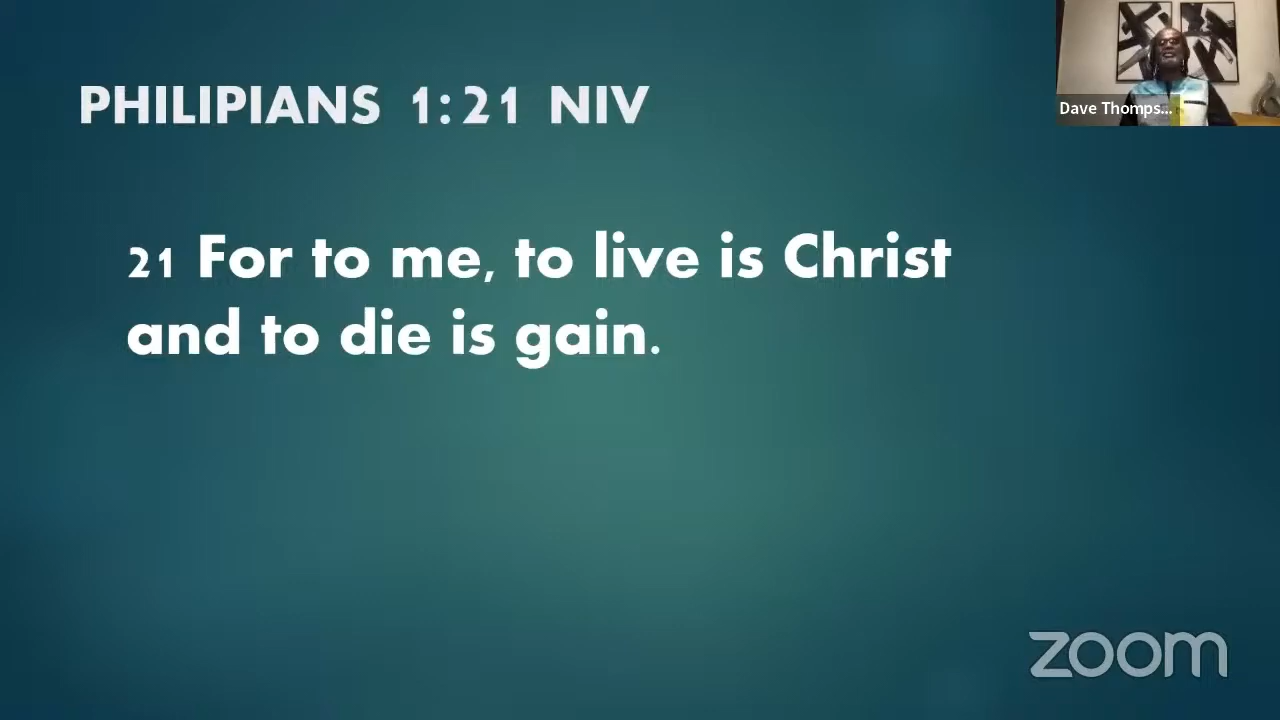 PHILIPIANS 1:21 NIV
Dave Thomps...
21 For to me, to live is Christ
and to die is gain.
zoom